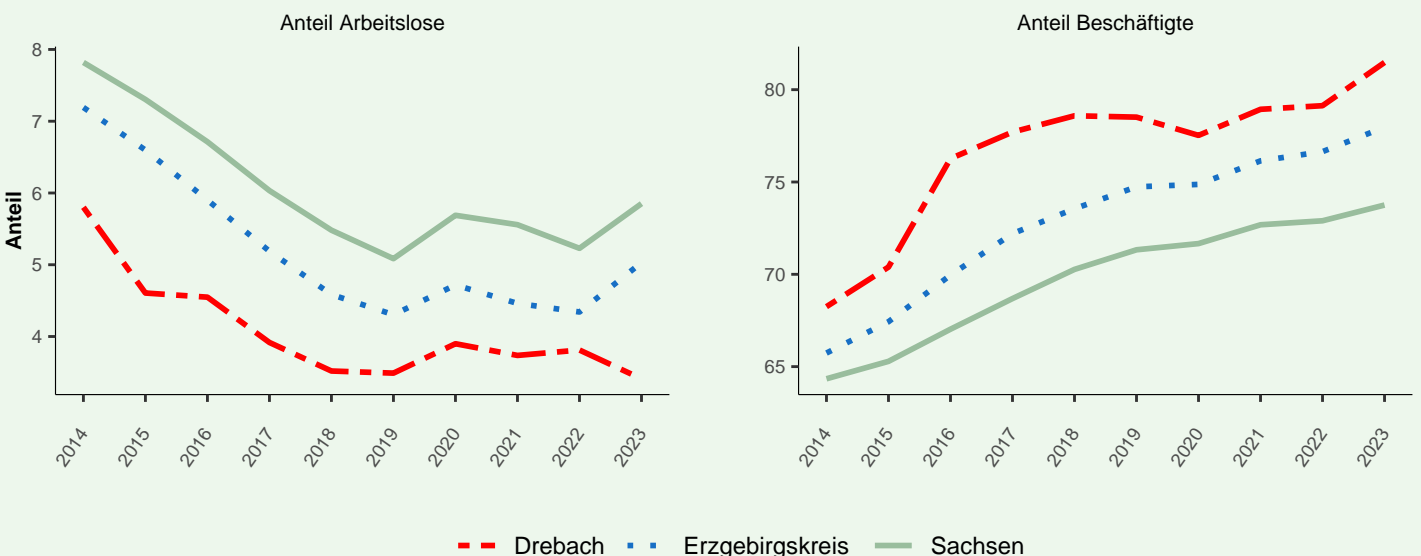 Anteil Arbeitslose
Anteil Beschäftigte
Anteil
8
7
6
5
4
2014 2015 2016 2017 2018 2019 2020 2021 2022 2023
80
75
70
65
2014 2015 2016 2017 2018 2019 2020 2021 2022 2023
Drebach Erzgebirgskreis Sachsen